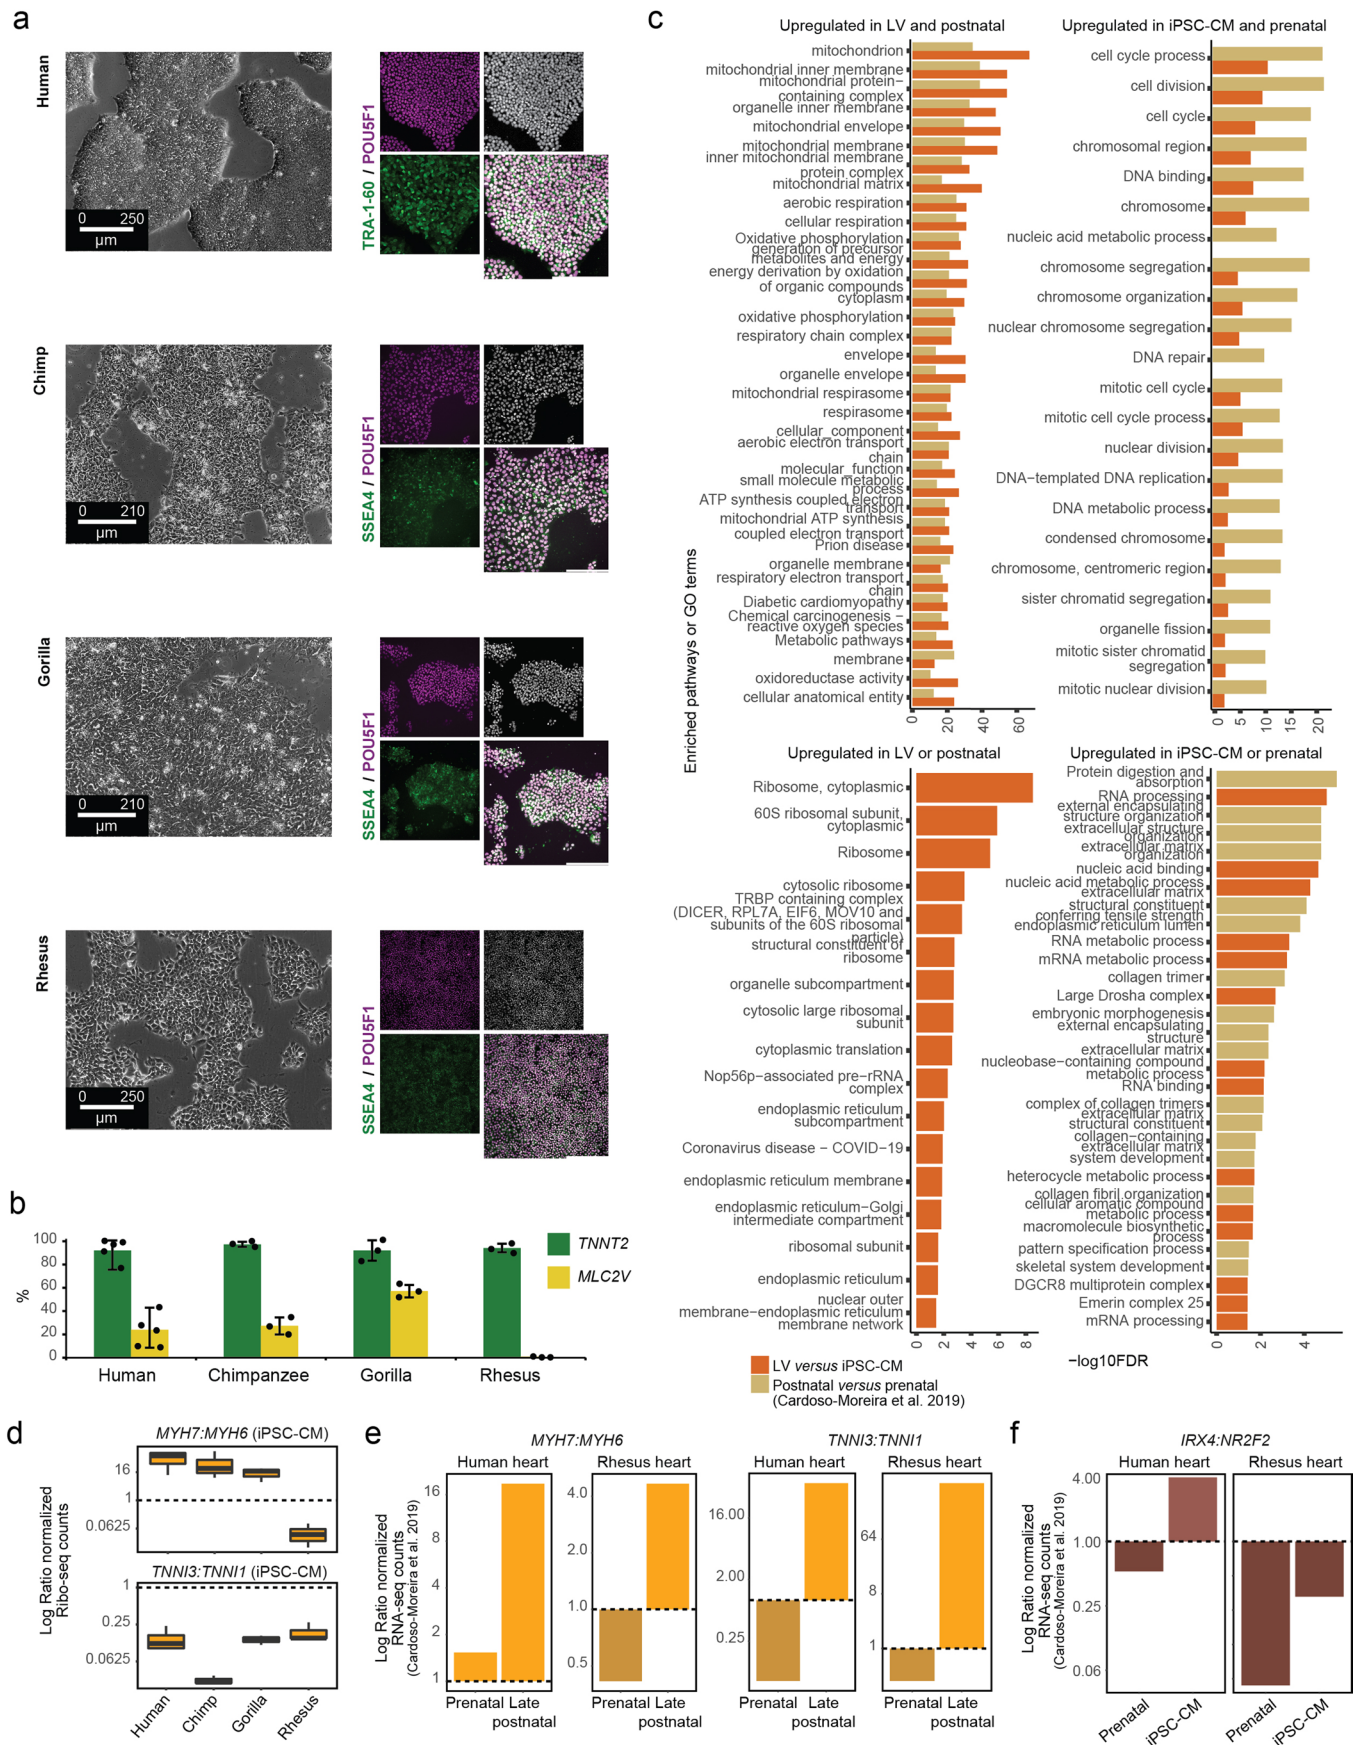 a
Human
0 250
µm
TRA-1-60 / POU5F1
Chimp
0 210
µm
SSEA4 / POU5F1
Gorilla
0 210
µm
SSEA4 / POU5F1
Rhesus
0 250
µm
SSEA4 / POU5F1
b
%
100
80
60
40
20
0
TNNT2
MLC2V
Human
Chimpanzee
Gorilla
Rhesus
c
Enriched pathways or GO terms
Upregulated in LV and postnatal
mitochondrion
mitochondrial inner membrane
mitochondrial protein−
containing complex
organelle inner membrane
mitochondrial envelope
mitochondrial membrane
inner mitochondrial membrane
protein complex
mitochondrial matrix
aerobic respiration
cellular respiration
Oxidative phosphorylation
generation of precursor
metabolites and energy
energy derivation by oxidation
of organic compounds
cytoplasm
oxidative phosphorylation
respiratory chain complex
envelope
organelle envelope
mitochondrial respirasome
respirasome
cellular_component
aerobic electron transport
chain
molecular_function
small molecule metabolic
process
ATP synthesis coupled electron
transport
mitochondrial ATP synthesis
coupled electron transport
Prion disease
organelle membrane
respiratory electron transport
chain
Diabetic cardiomyopathy
Chemical carcinogenesis −
reactive oxygen species
Metabolic pathways
membrane
oxidoreductase activity
cellular anatomical entity
0 20 40 60
Upregulated in iPSC-CM and prenatal
cell cycle process
cell division
cell cycle
chromosomal region
DNA binding
chromosome
nucleic acid metabolic process
chromosome segregation
chromosome organization
nuclear chromosome segregation
DNA repair
mitotic cell cycle
mitotic cell cycle process
nuclear division
DNA−templated DNA replication
DNA metabolic process
condensed chromosome
chromosome, centromeric region
sister chromatid segregation
organelle fission
mitotic sister chromatid
segregation
mitotic nuclear division
0 5 10 15 20
Upregulated in LV or postnatal
Ribosome, cytoplasmic
60S ribosomal subunit,
cytoplasmic
Ribosome
cytosolic ribosome
TRBP containing complex
(DICER, RPL7A, EIF6, MOV10 and
subunits of the 60S ribosomal
particle)
structural constituent of
ribosome
organelle subcompartment
cytosolic large ribosomal
subunit
cytoplasmic translation
Nop56p−associated pre−rRNA
complex
endoplasmic reticulum
subcompartment
Coronavirus disease − COVID−19
endoplasmic reticulum membrane
endoplasmic reticulum−Golgi
intermediate compartment
ribosomal subunit
endoplasmic reticulum
nuclear outer
membrane−endoplasmic reticulum
membrane network
0 2 4 6 8
Upregulated in iPSC-CM or prenatal
Protein digestion and
absorption
RNA processing
external encapsulating
structure organization
extracellular structure
organization
extracellular matrix
organization
nucleic acid binding
nucleic acid metabolic process
extracellular matrix
structural constituent
conferring tensile strength
endoplasmic reticulum lumen
RNA metabolic process
mRNA metabolic process
collagen trimer
Large Drosha complex
embryonic morphogenesis
external encapsulating
structure
extracellular matrix
nucleobase−containing compound
metabolic process
RNA binding
complex of collagen trimers
extracellular matrix
structural constituent
collagen−containing
extracellular matrix
system development
heterocycle metabolic process
collagen fibril organization
cellular aromatic compound
metabolic process
macromolecule biosynthetic
process
pattern specification process
skeletal system development
DGCR8 multiprotein complex
Emerin complex 25
mRNA processing
0 2 4
−log10FDR
LV versus iPSC-CM
Postnatal versus prenatal
(Cardoso-Moreira et al. 2019)
d
Log Ratio normalized
Ribo-seq counts
MYH7:MYH6 (iPSC-CM)
16
1
0.0625
TNNI3:TNNI1 (iPSC-CM)
1
0.25
0.0625
Human
Chimp
Gorilla
Rhesus
e
Log Ratio normalized
RNA-seq counts
(Cardoso-Moreira et al. 2019)
MYH7:MYH6
Human heart
16
8
4
2
1
Prenatal Late
postnatal
Rhesus heart
4.0
2.0
1.0
0.5
Prenatal Late
postnatal
TNNI3:TNNI1
Human heart
16.00
2.00
0.25
Prenatal Late
postnatal
Rhesus heart
64
8
1
Prenatal Late
postnatal
f
Log Ratio normalized
RNA-seq counts
(Cardoso-Moreira et al. 2019)
IRX4:NR2F2
Human heart
4.00
1.00
0.25
0.06
Prenatal
iPSC-CM
Rhesus heart
Prenatal
iPSC-CM